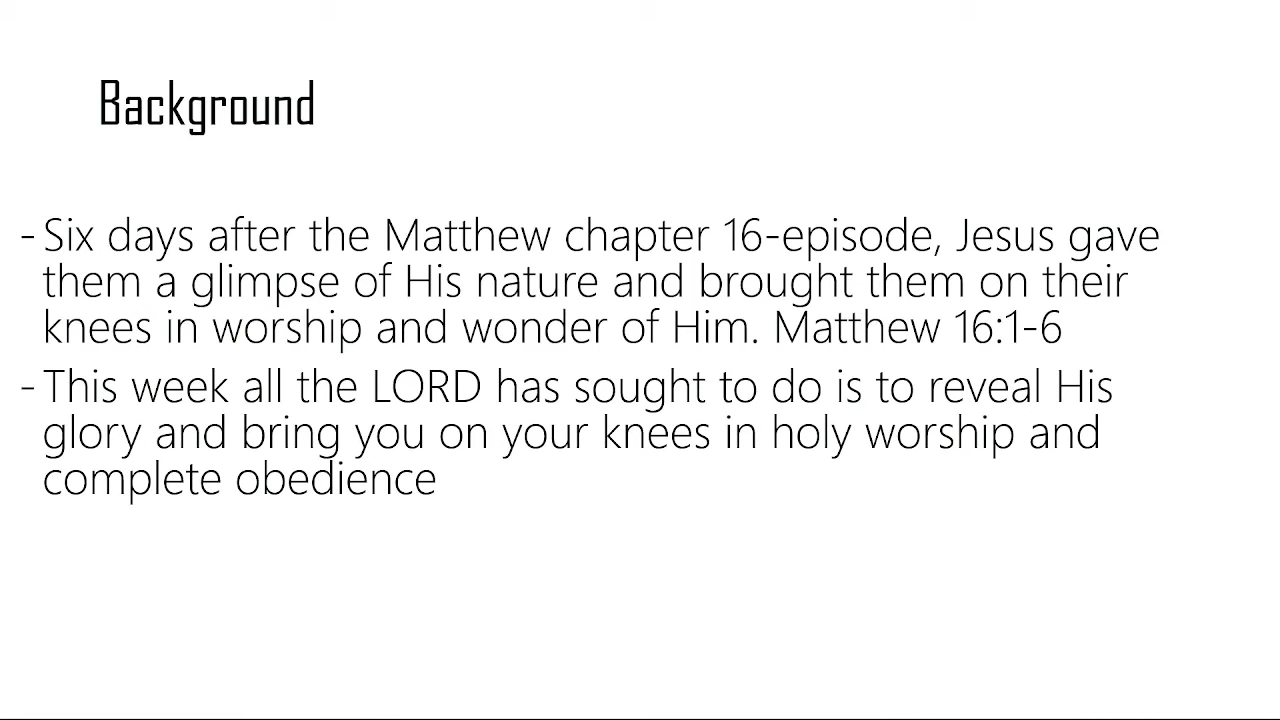 Background
- Six days after the Matthew chapter 16-episode, Jesus gave
them a glimpse of His nature and brought them on their
knees in worship and wonder of Him. Matthew 16:1-6
- This week all the LORD has sought to do is to reveal His
glory and bring you on your knees in holy worship and
complete obedience